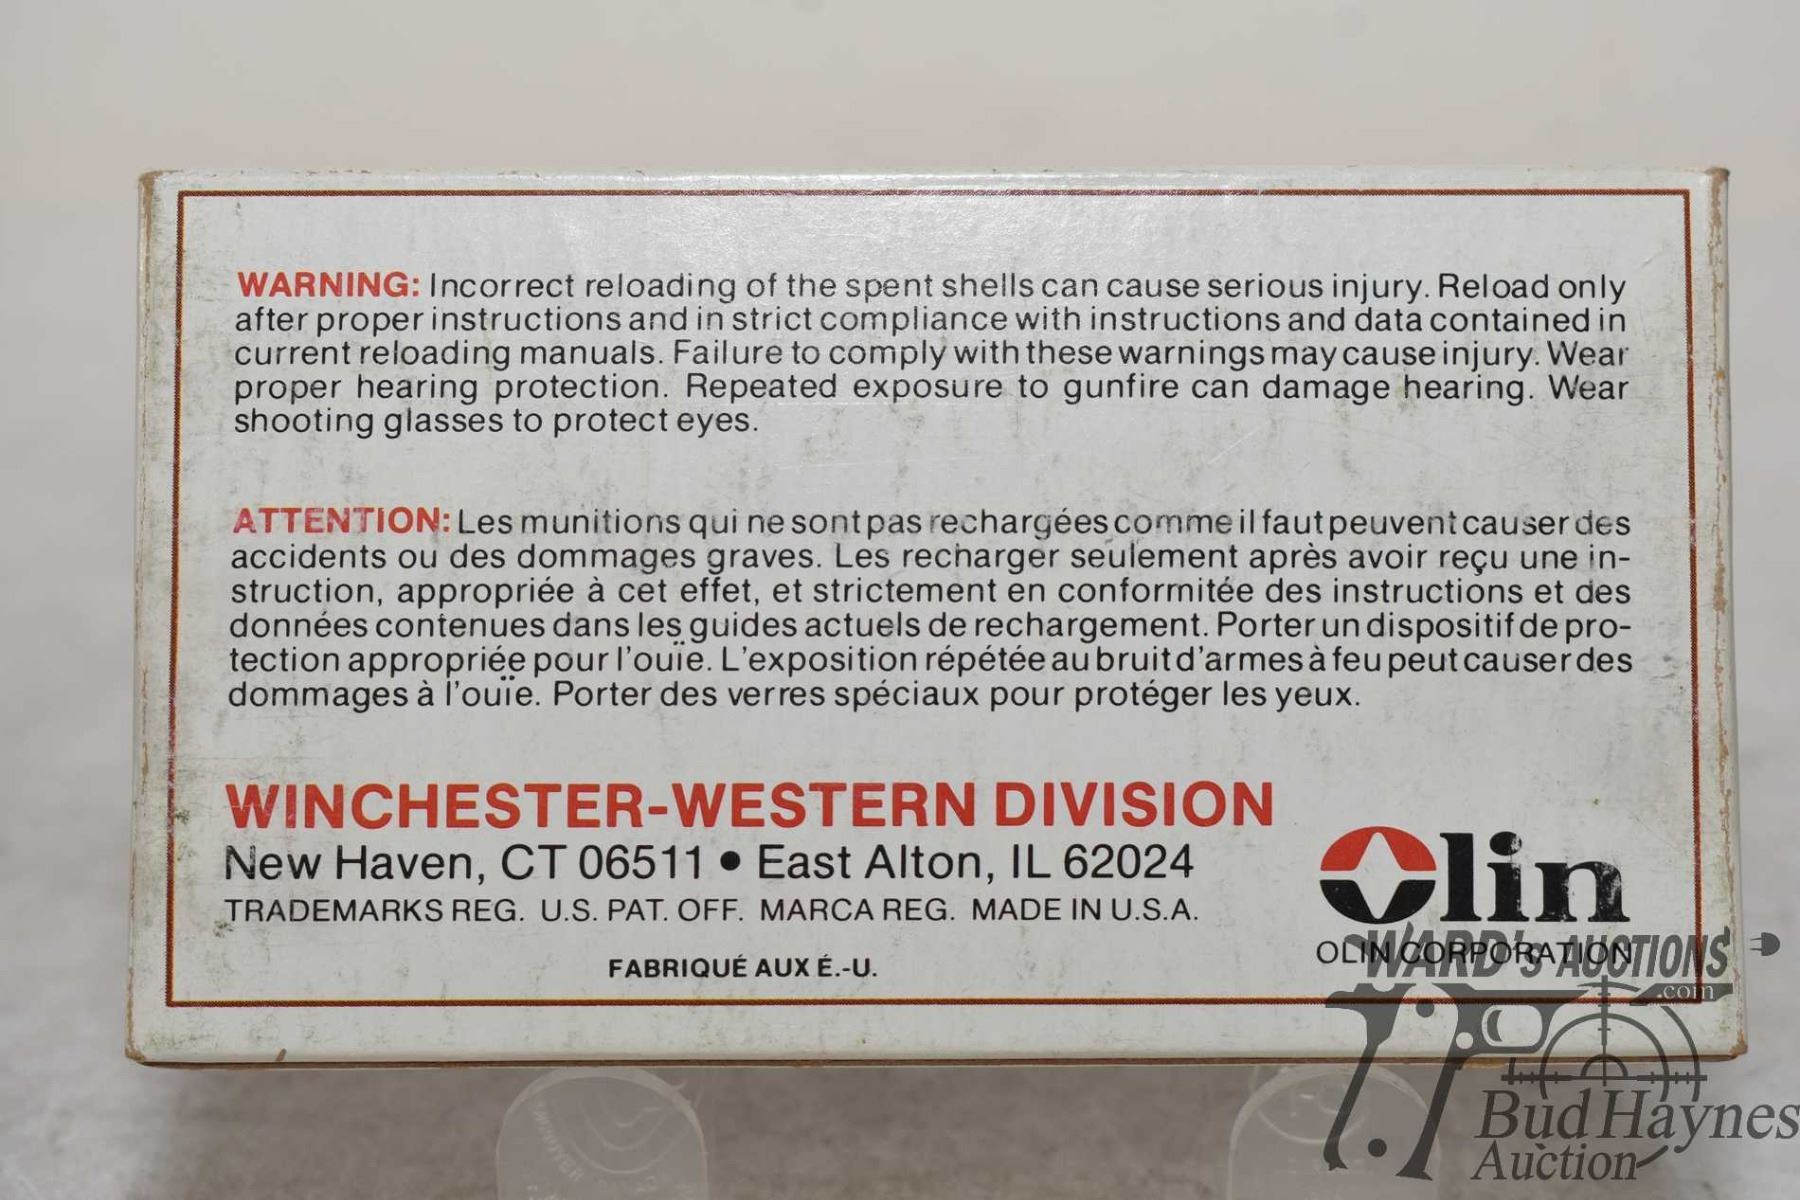 WARNING: Incorrect reloading of the spent shells can cause serious injury. Reload only
after proper instructions and in strict compliance with instructions and data contained in
current reloading manuals. Failure to comply with these warnings may cause injury. Wear
proper hearing protection. Repeated exposure to gunfire can damage hearing. Wear
shooting glasses to protect eyes.
ATTENTION: Les munitions qui ne sont pas rechargées comme il faut peuvent causer des
accidents ou des dommages graves. Les recharger seulement après avoir reçu une in-
struction, appropriée à cet effet, et strictement en conformitée des instructions et des
données contenues dans les guides actuels de rechargement. Porter un dispositif de pro-
tection appropriée pour l'ouïe. L'exposition répétée au bruit d'armes à feu peut causer des
dommages à l'ouïe. Porter des verres spéciaux pour protéger les yeux.
WINCHESTER-WESTERN DIVISION
New Haven, CT 06511 • East Alton, IL 62024
TRADEMARKS REG. U.S. PAT. OFF. MARCA REG. MADE IN U.S.A.
FABRIQUÉ AUX É.-U.
Olin
OLIN CORPORATION
WARD's AUCTIONS
.com
Bud Haynes
Auction